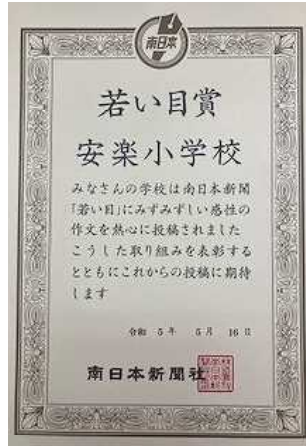 南日本
若い目賞
安楽小学校
みなさんの学校は南日本新聞
「若い目」にみずみずしい感性の
作文を熱心に投稿されました
こうした取り組みを表彰する
とともにこれからの投稿に期待
します
令和 5年 5月 16日
南日本新聞社